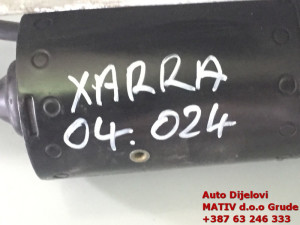 XARRA
04.024
Auto Dijelovi
MATIV d.o.o Grude
+387 63 246 333